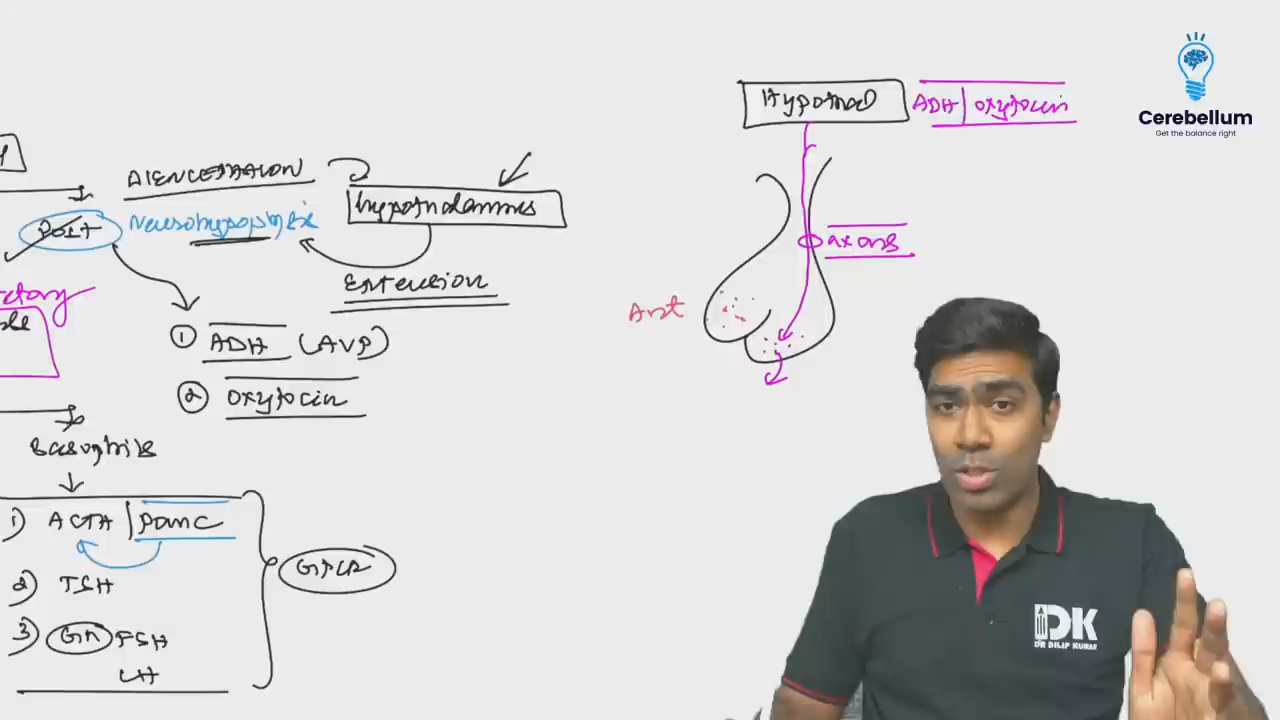 DIENCEPHALON
Post
Neurohypophysis
hypothalamus
Extension
① ADH (AVP)
② Oxytocin
Basophils
1) ACTH | POMC
2) TSH
3) Gn FSH
LH
GPCR
Hypothal
ADH | Oxytocin
axons
Ant
Cerebellum
Get the balance right
DK
DR DILIP KUMAR